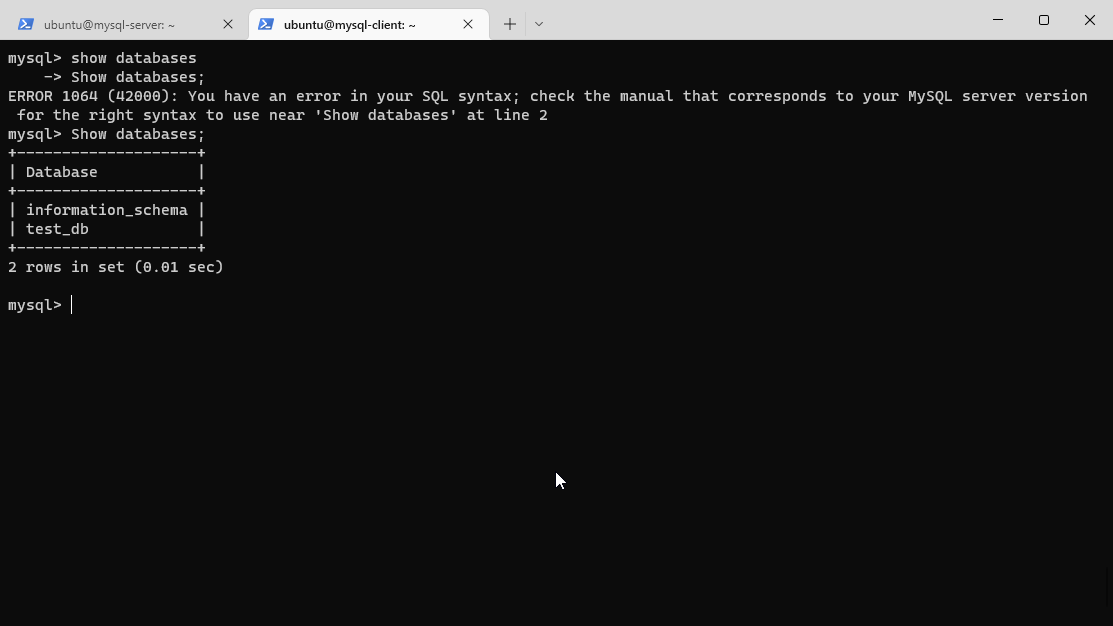 ubuntu@mysql-server: ~
ubuntu@mysql-client: ~
mysql> show databases
    -> Show databases;
ERROR 1064 (42000): You have an error in your SQL syntax; check the manual that corresponds to your MySQL server version
 for the right syntax to use near 'Show databases' at line 2
mysql> Show databases;
+--------------------+
| Database           |
+--------------------+
| information_schema |
| test_db            |
+--------------------+
2 rows in set (0.01 sec)

mysql>